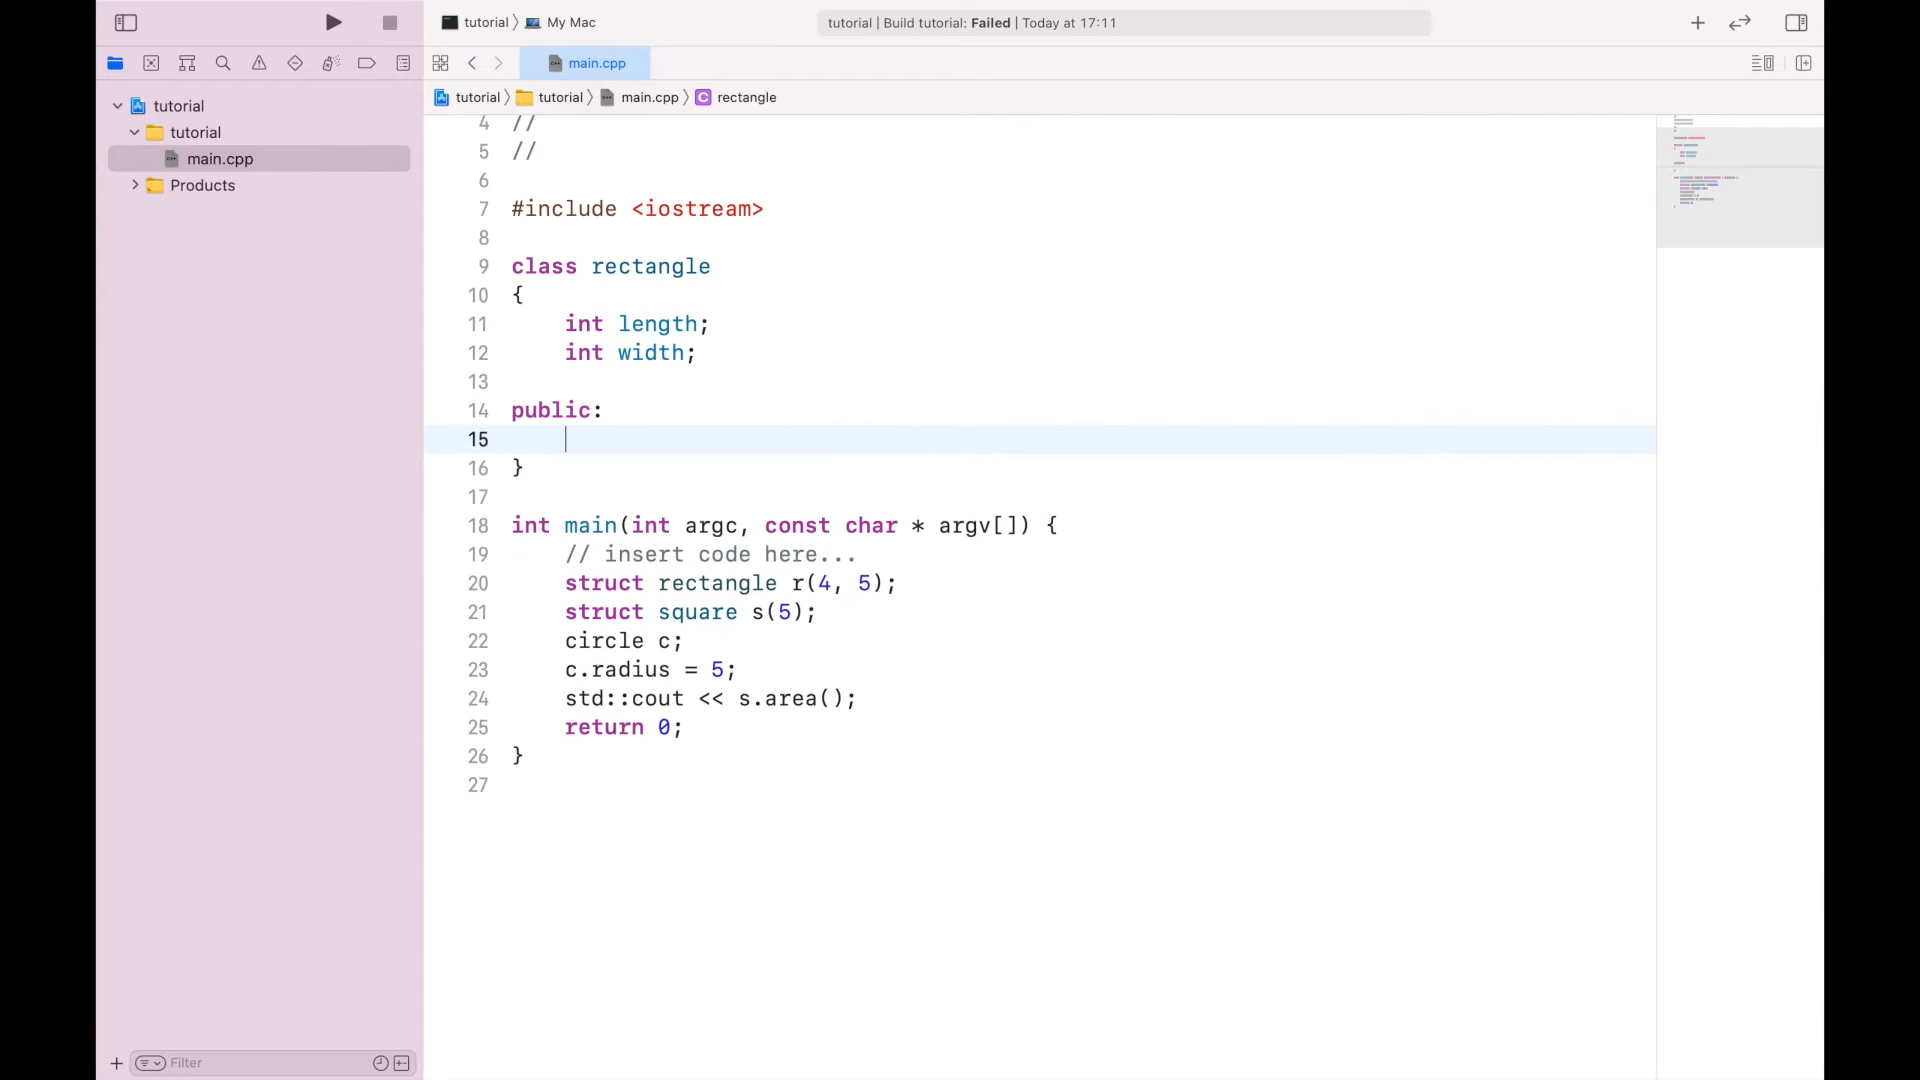 tutorial 〉 My Mac
tutorial | Build tutorial: Failed | Today at 17:11
main.cpp
tutorial 〉 tutorial 〉 main.cpp 〉 C rectangle
tutorial
tutorial
main.cpp
Products
4 //
5 //
6
7 #include <iostream>
8
9 class rectangle
10 {
11     int length;
12     int width;
13
14 public:
15
16 }
17
18 int main(int argc, const char * argv[]) {
19     // insert code here...
20     struct rectangle r(4, 5);
21     struct square s(5);
22     circle c;
23     c.radius = 5;
24     std::cout << s.area();
25     return 0;
26 }
27
Filter